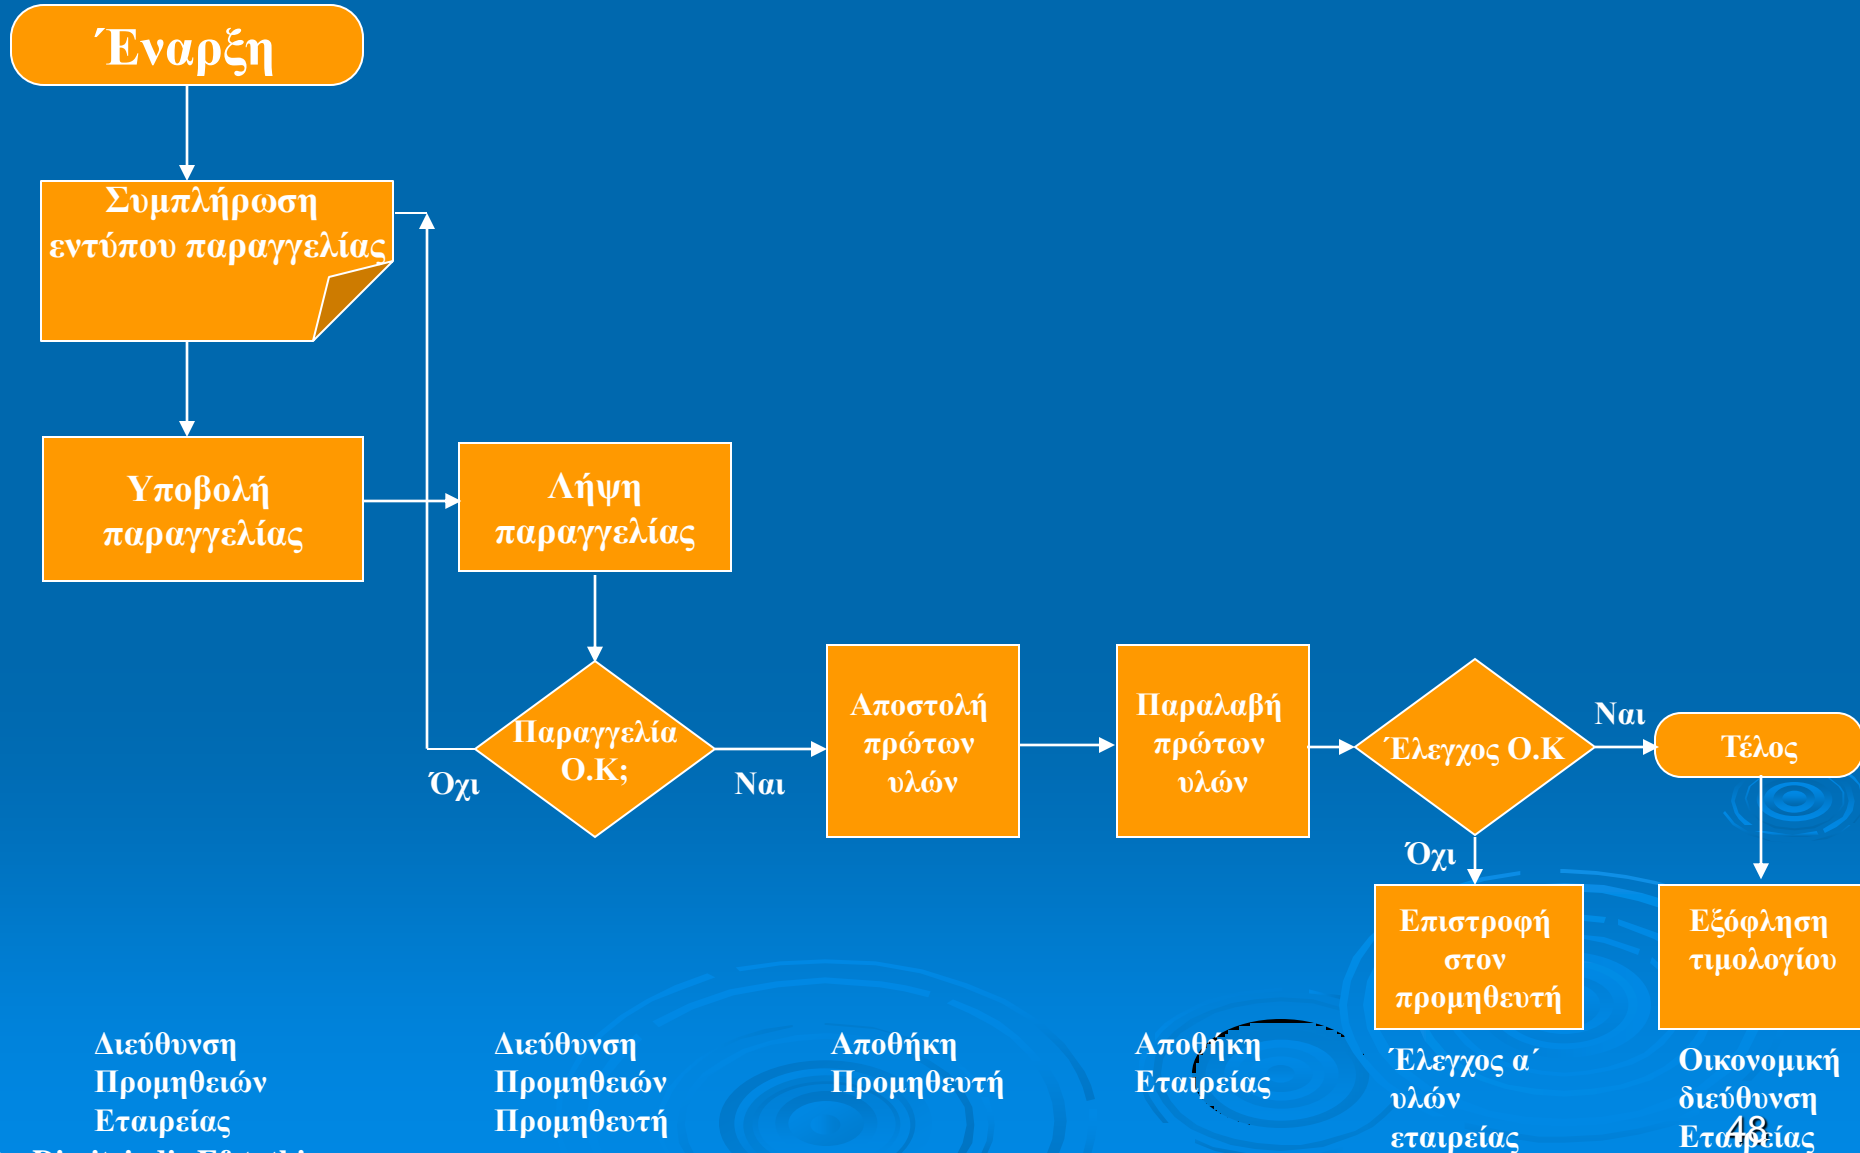 Έναρξη
Συμπλήρωση
εντύπου παραγγελίας
Υποβολή
παραγγελίας
Λήψη
παραγγελίας
Παραγγελία
Ο.Κ;
Όχι
Ναι
Αποστολή
πρώτων
υλών
Παραλαβή
πρώτων
υλών
Έλεγχος Ο.Κ
Ναι
Τέλος
Όχι
Επιστροφή
στον
προμηθευτή
Εξόφληση
τιμολογίου
Διεύθυνση
Προμηθειών
Εταιρείας
Διεύθυνση
Προμηθειών
Προμηθευτή
Αποθήκη
Προμηθευτή
Αποθήκη
Εταιρείας
Έλεγχος α΄
υλών
εταιρείας
Οικονομική
διεύθυνση
Εταιρείας
48